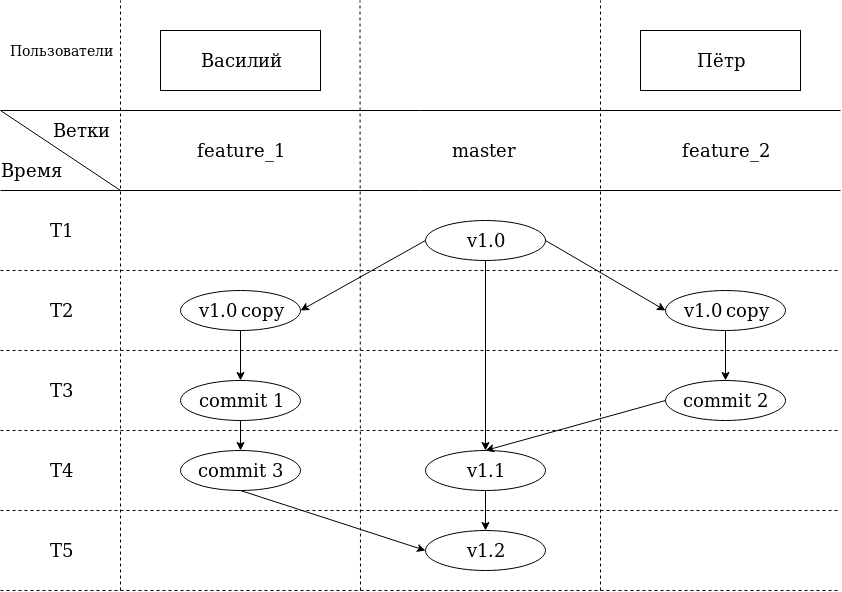 Пользователи
Василий
Пётр
Ветки
Время
feature_1
master
feature_2
T1
v1.0
T2
v1.0 copy
v1.0 copy
T3
commit 1
commit 2
T4
commit 3
v1.1
T5
v1.2